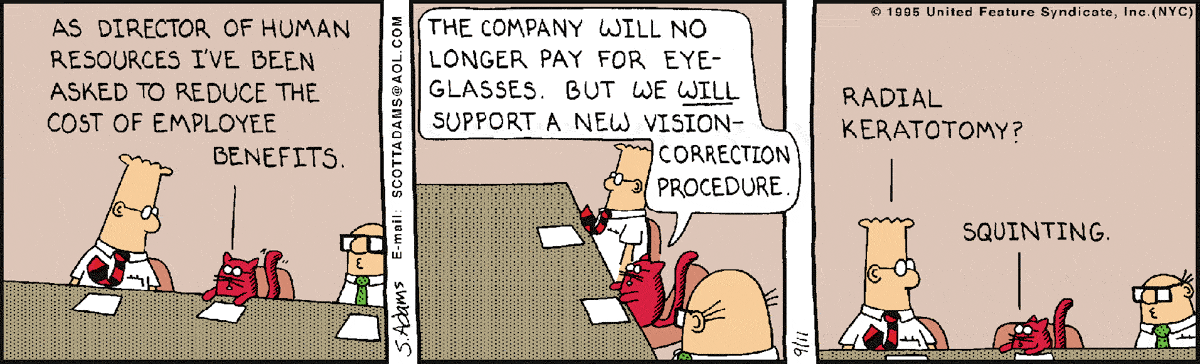 AS DIRECTOR OF HUMAN
RESOURCES I'VE BEEN
ASKED TO REDUCE THE
COST OF EMPLOYEE
BENEFITS.
S.Adams E-mail: SCOTTADAMS@AOL.COM
THE COMPANY WILL NO
LONGER PAY FOR EYE-
GLASSES. BUT WE WILL
SUPPORT A NEW VISION-
CORRECTION
PROCEDURE.
9/11
© 1995 United Feature Syndicate, Inc.(NYC)
RADIAL
KERATOTOMY?
SQUINTING.